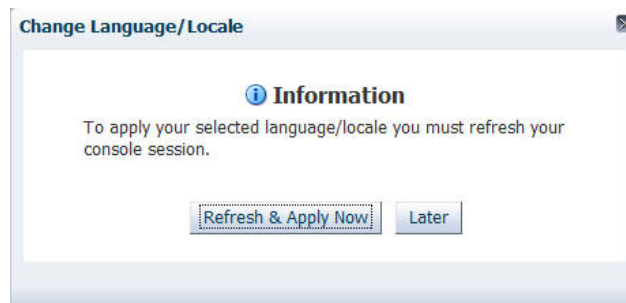 Change Language/Locale
Information
To apply your selected language/locale you must refresh your
console session.
Refresh & Apply Now
Later